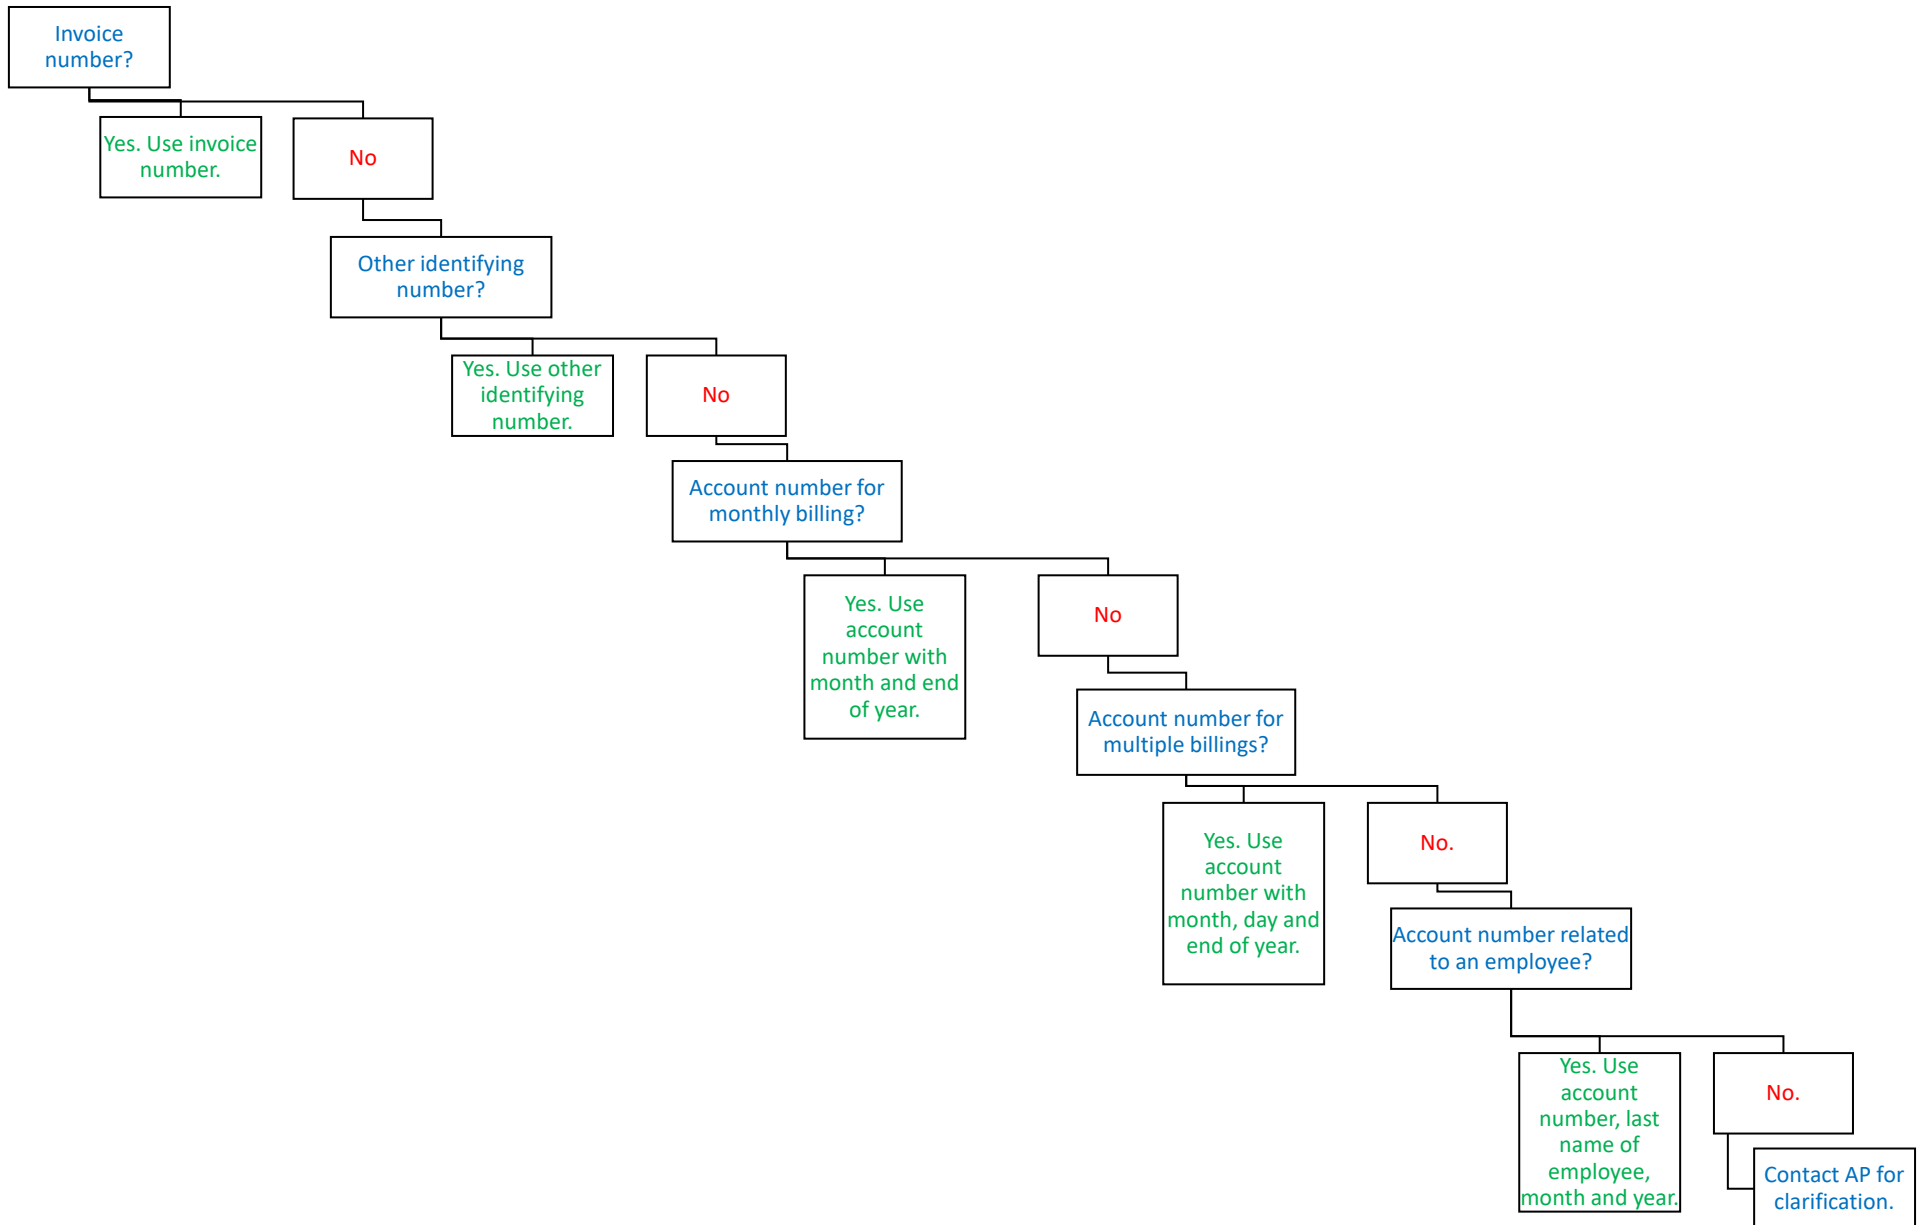 Invoice
number?
Yes. Use invoice
number.
No
Other identifying
number?
Yes. Use other
identifying
number.
No
Account number for
monthly billing?
Yes. Use
account
number with
month and end
of year.
No
Account number for
multiple billings?
Yes. Use
account
number with
month, day and
end of year.
No.
Account number related
to an employee?
Yes. Use
account
number, last
name of
employee,
month and year.
No.
Contact AP for
clarification.